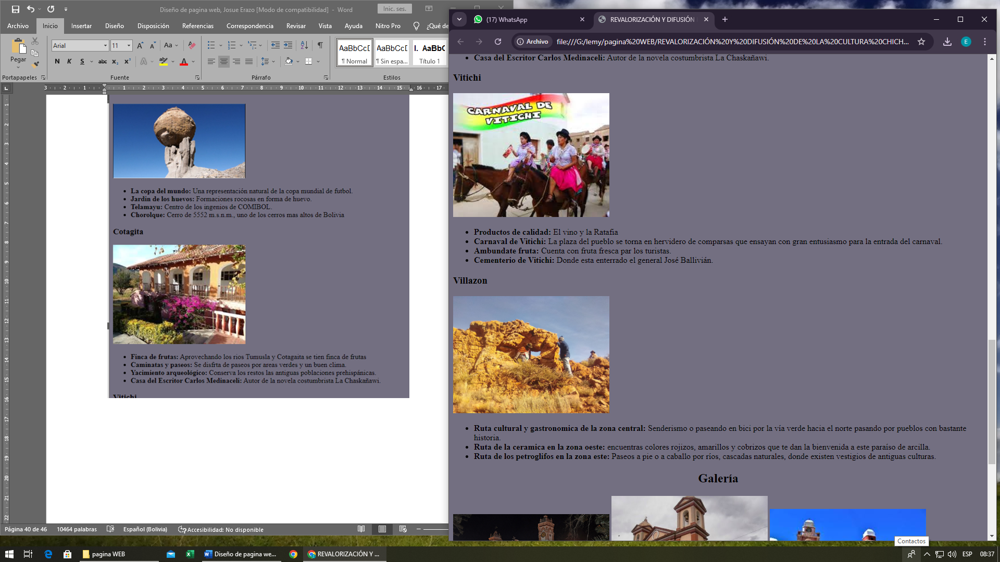 Diseño de pagina web, Josue Erazo [Modo de compatibilidad] - Word
Inic. ses.
Archivo Inicio Insertar Diseño Disposición Referencias Correspondencia Revisar Vista Ayuda Nitro Pro ¿Qué de
Pegar
Arial 11
N K S abc x₂ x²
AaBbCcD AaBbCcD I. AaBbC
¶ Normal ¶ Sin espa... Título 1
Portapapeles Fuente Párrafo Estilos
La copa del mundo: Una representación natural de la copa mundial de futbol.
Jardin de los huevos: Formaciones rocosas en forma de huevo.
Telamayu: Centro de los ingenios de COMIBOL.
Chorolque: Cerro de 5552 m.s.n.m., uno de los cerros mas altos de Bolivia
Cotagita
Finca de frutas: Aprovechando los rios Tumusla y Cotagaita se tien finca de frutas
Caminatas y paseos: Se disfrta de paseos por areas verdes y un buen clima.
Yacimiento arqueológico: Conserva los restos las antiguas poblaciones prehispánicas.
Casa del Escritor Carlos Medinaceli: Autor de la novela costumbrista La Chaskañawi.
Vitichi
Página 40 de 46 10464 palabras Español (Bolivia) Accesibilidad: No disponible
(17) WhatsApp
REVALORIZACIÓN Y DIFUSIÓN
Archivo file:///G:/lemy/pagina%20WEB/REVALORIZACIÓN%20Y%20DIFUSIÓN%20DE%20LA%20CULTURA%20CHICH...
E
Casa del Escritor Carlos Medinaceli: Autor de la novela costumbrista La Chaskañawi.
Vitichi
CARNAVAL DE
VITICHI
Productos de calidad: El vino y la Ratafia
Carnaval de Vitichi: La plaza del pueblo se torna en hervidero de comparsas que ensayan con gran entusiasmo para la entrada del carnaval.
Ambundate fruta: Cuenta con fruta fresca par los turistas.
Cementerio de Vitichi: Donde esta enterrado el general José Ballivián.
Villazon
Ruta cultural y gastronomica de la zona central: Senderismo o paseando en bici por la vía verde hacia el norte pasando por pueblos con bastante
historia.
Ruta de la ceramica en la zona oeste: encuentras colores rojizos, amarillos y cobrizos que te dan la bienvenida a este paraíso de arcilla.
Ruta de los petroglifos en la zona este: Paseos a pie o a caballo por ríos, cascadas naturales, donde existen vestigios de antiguas culturas.
Galería
Contactos
pagina WEB
Diseño de pagina we...
REVALORIZACIÓN Y ...
ESP 08:37